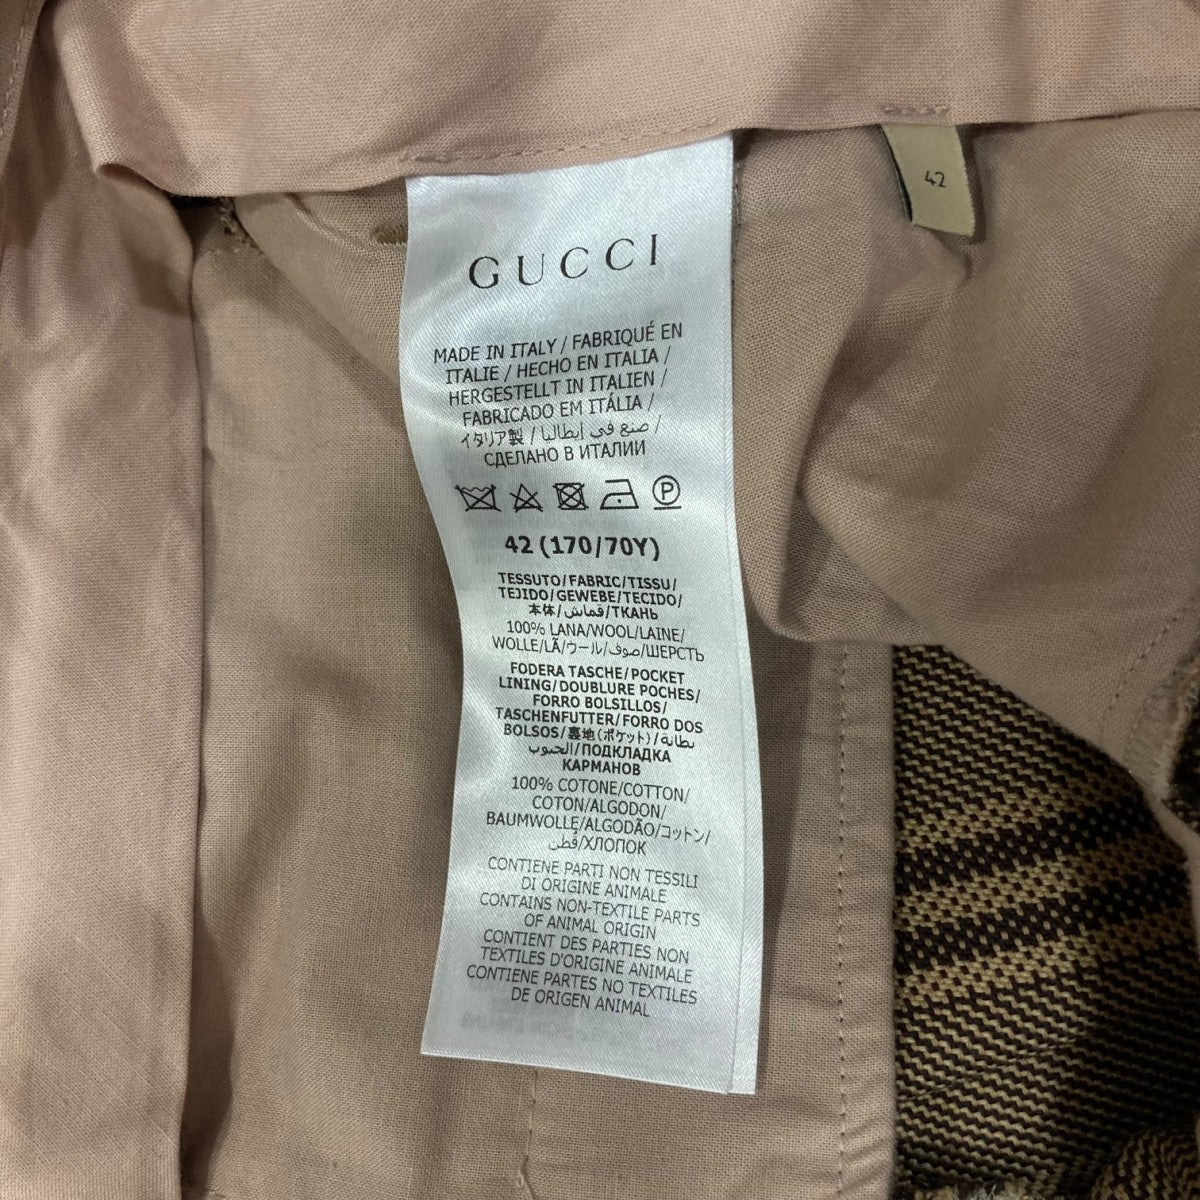 42
GUCCI
MADE IN ITALY / FABRIQUÉ EN
ITALIE / HECHO EN ITALIA /
HERGESTELLT IN ITALIEN /
FABRICADO EM ITÁLIA /
イタリア製 / صنع في إيطاليا /
СДЕЛАНО В ИТАЛИИ
P
42 (170/70Y)
TESSUTO/FABRIC/TISSU/
TEJIDO/GEWEBE/TECIDO/
本体/قماش/ТКАНЬ
100% LANA/WOOL/LAINE/
WOLLE/LÃ/ウール/صوف/ШЕРСТЬ
FODERA TASCHE/POCKET
LINING/DOUBLURE POCHES/
FORRO BOLSILLOS/
TASCHENFUTTER/FORRO DOS
BOLSOS/裏地(ポケット)/بطانة
الجيوب/ПОДКЛАДКА
КАРМАНОВ
100% COTONE/COTTON/
COTON/ALGODON/
BAUMWOLLE/ALGODÃO/コットン/
قطن/ХЛОПОК
CONTIENE PARTI NON TESSILI
DI ORIGINE ANIMALE
CONTAINS NON-TEXTILE PARTS
OF ANIMAL ORIGIN
CONTIENT DES PARTIES NON
TEXTILES D'ORIGINE ANIMALE
CONTIENE PARTES NO TEXTILES
DE ORIGEN ANIMAL